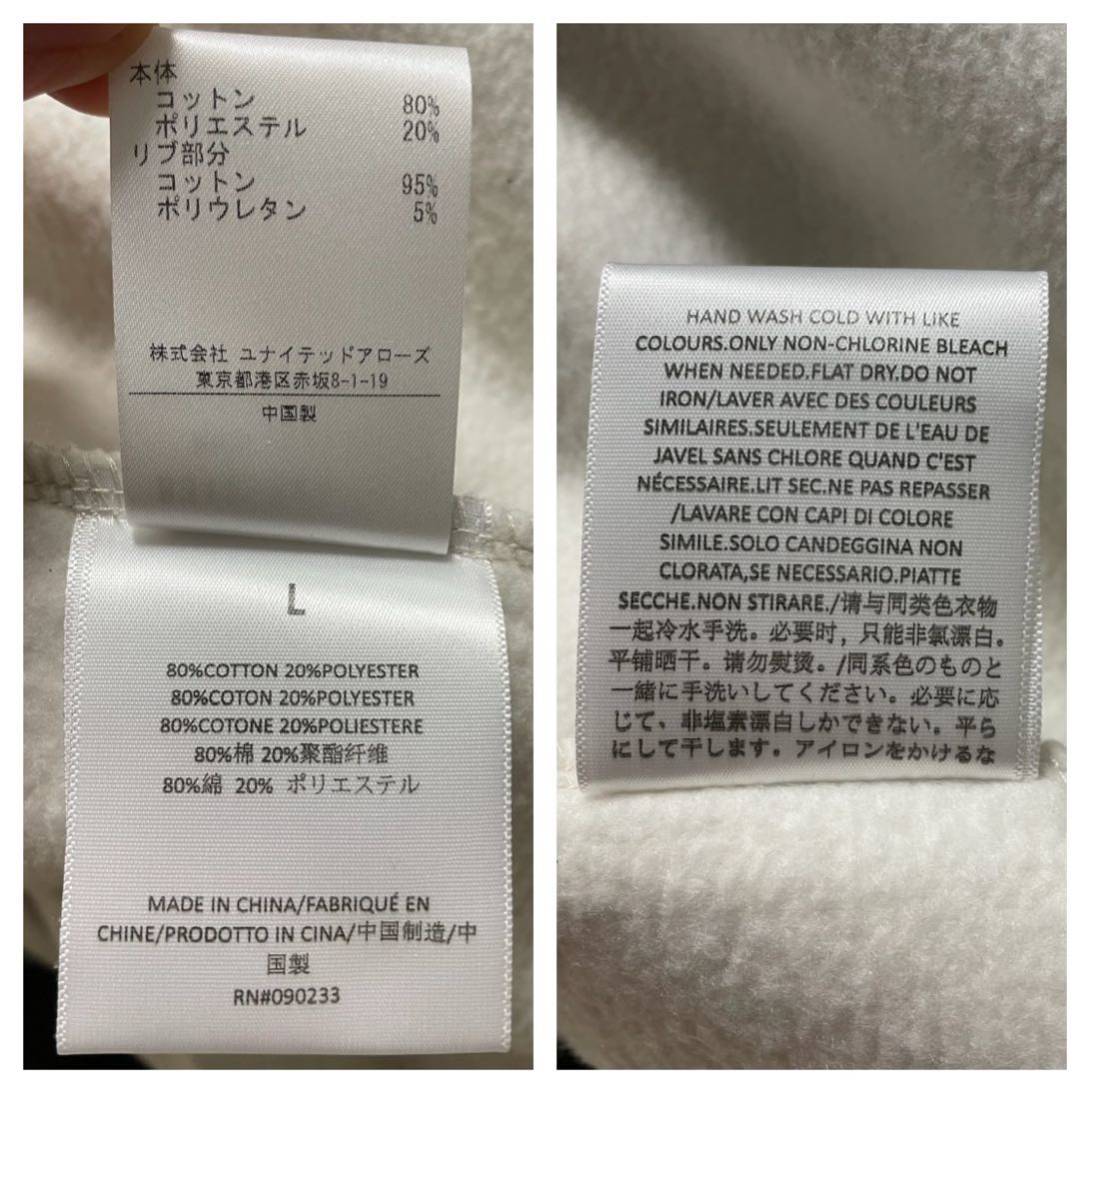 本体
コットン 80%
ポリエステル 20%
リブ部分
コットン 95%
ポリウレタン 5%
株式会社 ユナイテッドアローズ
東京都港区赤坂8-1-19
中国製
L
80%COTTON 20%POLYESTER
80%COTON 20%POLYESTER
80%COTONE 20%POLIESTERE
80%棉 20%聚酯纤维
80%綿 20% ポリエステル
MADE IN CHINA/FABRIQUÉ EN
CHINE/PRODOTTO IN CINA/中国制造/中
国製
RN#090233
HAND WASH COLD WITH LIKE
COLOURS.ONLY NON-CHLORINE BLEACH
WHEN NEEDED.FLAT DRY.DO NOT
IRON/LAVER AVEC DES COULEURS
SIMILAIRES.SEULEMENT DE L'EAU DE
JAVEL SANS CHLORE QUAND C'EST
NÉCESSAIRE.LIT SEC.NE PAS REPASSER
/LAVARE CON CAPI DI COLORE
SIMILE.SOLO CANDEGGINA NON
CLORATA,SE NECESSARIO.PIATTE
SECCHE.NON STIRARE./请与同类色衣物
一起冷水手洗。必要时，只能非氯漂白。
平铺晒干。请勿熨烫。/同系色のものと
一緒に手洗いしてください。必要に応
じて、非塩素漂白しかできない。平ら
にして干します。アイロンをかけるな